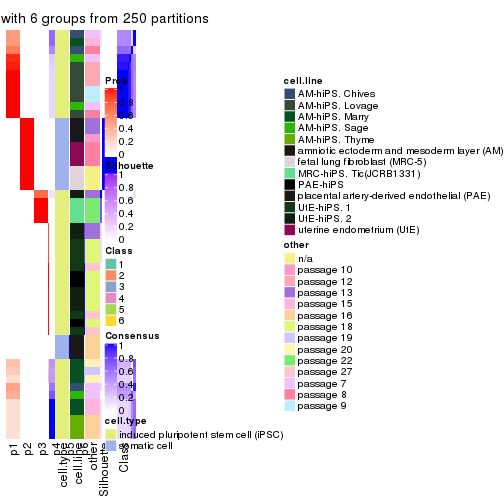 with 6 groups from 250 partitions
Prob
0.8
0.6
0.4
0.2
0
Silhouette
1
0.8
0.6
0.4
0.2
0
Class
1
2
3
4
5
6
Consensus
1
0.8
0.6
0.4
0.2
0
cell.type
induced pluripotent stem cell (iPSC)
somatic cell
cell.line
AM-hiPS. Chives
AM-hiPS. Lovage
AM-hiPS. Marry
AM-hiPS. Sage
AM-hiPS. Thyme
amniotic ectoderm and mesoderm layer (AM)
fetal lung fibroblast (MRC-5)
MRC-hiPS. Tic(JCRB1331)
PAE-hiPS
placental artery-derived endothelial (PAE)
UtE-hiPS. 1
UtE-hiPS. 2
uterine endometrium (UtE)
other
n/a
passage 10
passage 12
passage 13
passage 15
passage 16
passage 18
passage 19
passage 20
passage 22
passage 27
passage 7
passage 8
passage 9
p1
p2
p3
p4
cell.type
p5
cell.line
p6
other
Silhouette
Class